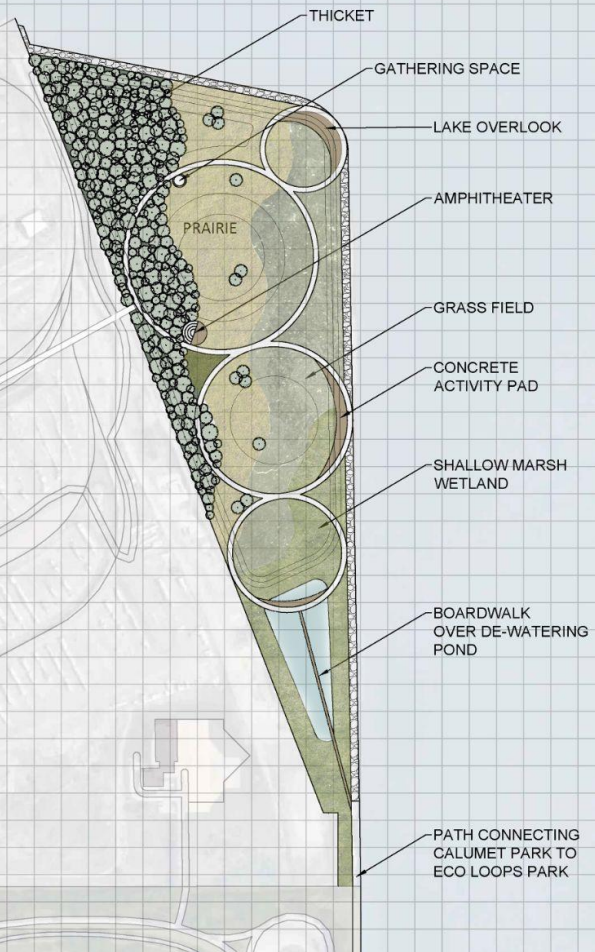 THICKET
GATHERING SPACE
LAKE OVERLOOK
AMPHITHEATER
PRAIRIE
GRASS FIELD
CONCRETE
ACTIVITY PAD
SHALLOW MARSH
WETLAND
BOARDWALK
OVER DE-WATERING
POND
PATH CONNECTING
CALUMET PARK TO
ECO LOOPS PARK